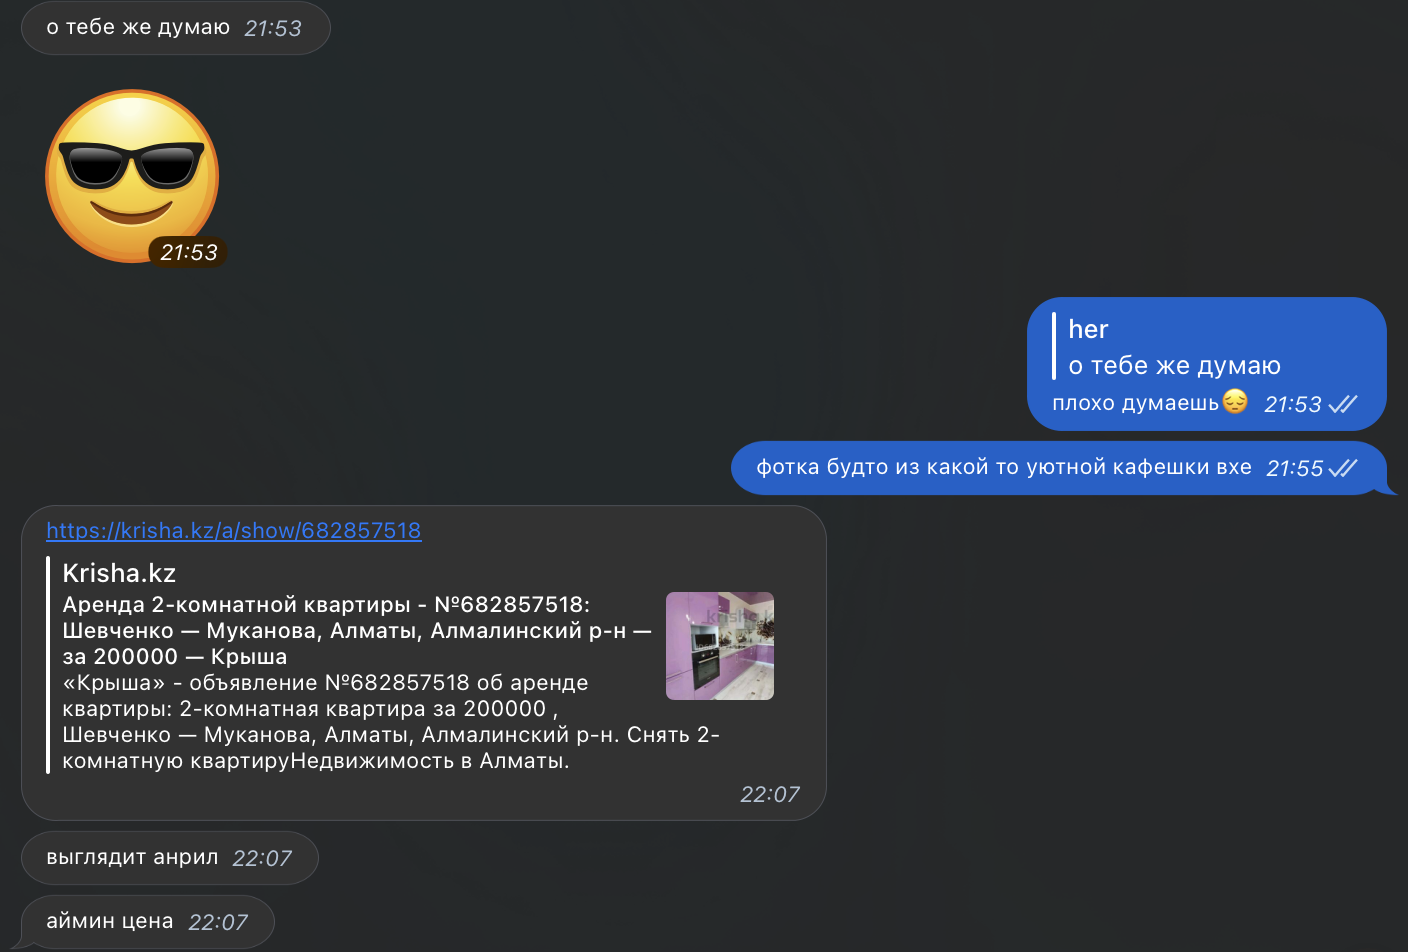 о тебе же думаю 21:53
21:53
her
о тебе же думаю
плохо думаешь😔 21:53
фотка будто из какой то уютной кафешки вхе 21:55
https://krisha.kz/a/show/682857518
Krisha.kz
Аренда 2-комнатной квартиры - №682857518:
Шевченко — Муканова, Алматы, Алмалинский р-н —
за 200000 — Крыша
«Крыша» - объявление №682857518 об аренде
квартиры: 2-комнатная квартира за 200000 ,
Шевченко — Муканова, Алматы, Алмалинский р-н. Снять 2-
комнатную квартируНедвижимость в Алматы.
22:07
выглядит анрил 22:07
аймин цена 22:07